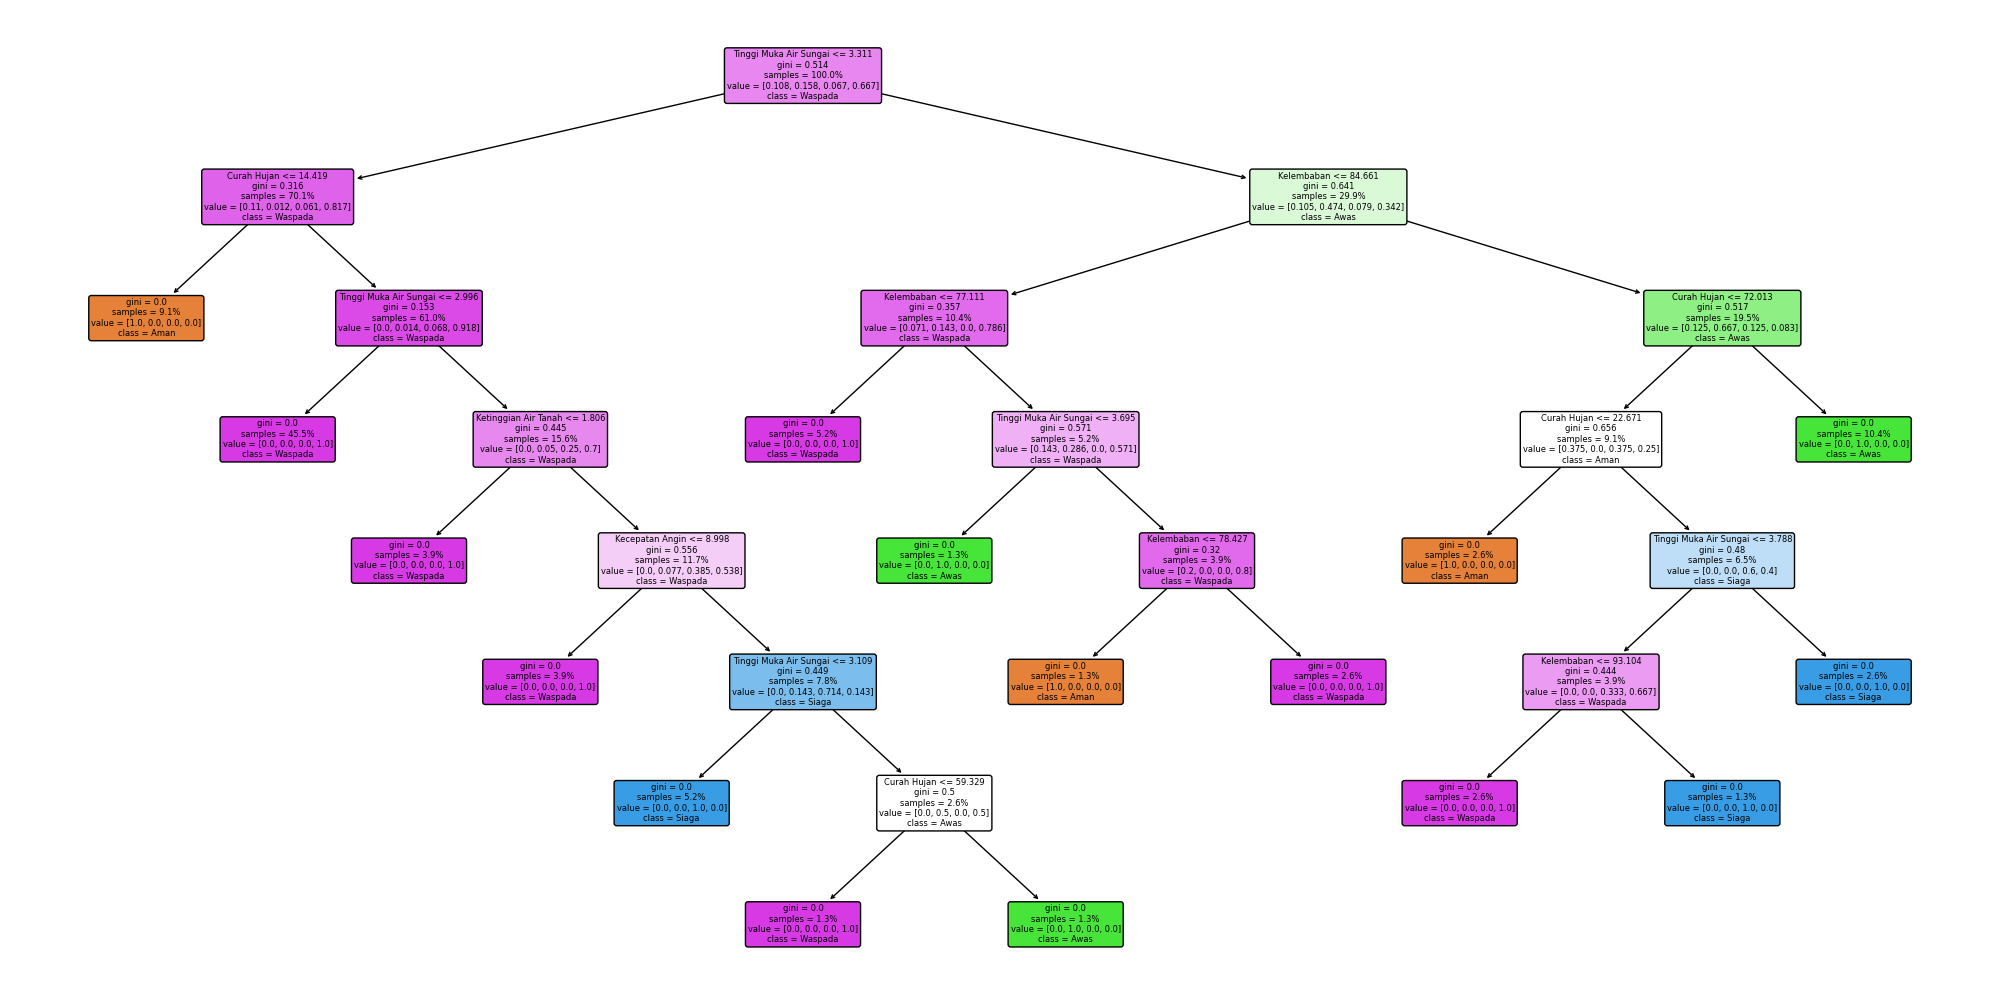 Tinggi Muka Air Sungai <= 3.311
gini = 0.514
samples = 100.0%
value = [0.108, 0.158, 0.067, 0.667]
class = Waspada
Curah Hujan <= 14.419
gini = 0.316
samples = 70.1%
value = [0.11, 0.012, 0.061, 0.817]
class = Waspada
Kelembaban <= 84.661
gini = 0.641
samples = 29.9%
value = [0.105, 0.474, 0.079, 0.342]
class = Awas
gini = 0.0
samples = 9.1%
value = [1.0, 0.0, 0.0, 0.0]
class = Aman
Tinggi Muka Air Sungai <= 2.996
gini = 0.153
samples = 61.0%
value = [0.0, 0.014, 0.068, 0.918]
class = Waspada
Kelembaban <= 77.111
gini = 0.357
samples = 10.4%
value = [0.071, 0.143, 0.0, 0.786]
class = Waspada
Curah Hujan <= 72.013
gini = 0.517
samples = 19.5%
value = [0.125, 0.667, 0.125, 0.083]
class = Awas
gini = 0.0
samples = 45.5%
value = [0.0, 0.0, 0.0, 1.0]
class = Waspada
Ketinggian Air Tanah <= 1.806
gini = 0.445
samples = 15.6%
value = [0.0, 0.05, 0.25, 0.7]
class = Waspada
gini = 0.0
samples = 5.2%
value = [0.0, 0.0, 0.0, 1.0]
class = Waspada
Tinggi Muka Air Sungai <= 3.695
gini = 0.571
samples = 5.2%
value = [0.143, 0.286, 0.0, 0.571]
class = Waspada
Curah Hujan <= 22.671
gini = 0.656
samples = 9.1%
value = [0.375, 0.0, 0.375, 0.25]
class = Aman
gini = 0.0
samples = 10.4%
value = [0.0, 1.0, 0.0, 0.0]
class = Awas
gini = 0.0
samples = 3.9%
value = [0.0, 0.0, 0.0, 1.0]
class = Waspada
Kecepatan Angin <= 8.998
gini = 0.556
samples = 11.7%
value = [0.0, 0.077, 0.385, 0.538]
class = Waspada
gini = 0.0
samples = 1.3%
value = [0.0, 1.0, 0.0, 0.0]
class = Awas
Kelembaban <= 78.427
gini = 0.32
samples = 3.9%
value = [0.2, 0.0, 0.0, 0.8]
class = Waspada
gini = 0.0
samples = 2.6%
value = [1.0, 0.0, 0.0, 0.0]
class = Aman
Tinggi Muka Air Sungai <= 3.788
gini = 0.48
samples = 6.5%
value = [0.0, 0.0, 0.6, 0.4]
class = Siaga
gini = 0.0
samples = 3.9%
value = [0.0, 0.0, 0.0, 1.0]
class = Waspada
Tinggi Muka Air Sungai <= 3.109
gini = 0.449
samples = 7.8%
value = [0.0, 0.143, 0.714, 0.143]
class = Siaga
gini = 0.0
samples = 1.3%
value = [1.0, 0.0, 0.0, 0.0]
class = Aman
gini = 0.0
samples = 2.6%
value = [0.0, 0.0, 0.0, 1.0]
class = Waspada
Kelembaban <= 93.104
gini = 0.444
samples = 3.9%
value = [0.0, 0.0, 0.333, 0.667]
class = Waspada
gini = 0.0
samples = 2.6%
value = [0.0, 0.0, 1.0, 0.0]
class = Siaga
gini = 0.0
samples = 5.2%
value = [0.0, 0.0, 1.0, 0.0]
class = Siaga
Curah Hujan <= 59.329
gini = 0.5
samples = 2.6%
value = [0.0, 0.5, 0.0, 0.5]
class = Awas
gini = 0.0
samples = 2.6%
value = [0.0, 0.0, 0.0, 1.0]
class = Waspada
gini = 0.0
samples = 1.3%
value = [0.0, 0.0, 1.0, 0.0]
class = Siaga
gini = 0.0
samples = 1.3%
value = [0.0, 0.0, 0.0, 1.0]
class = Waspada
gini = 0.0
samples = 1.3%
value = [0.0, 1.0, 0.0, 0.0]
class = Awas